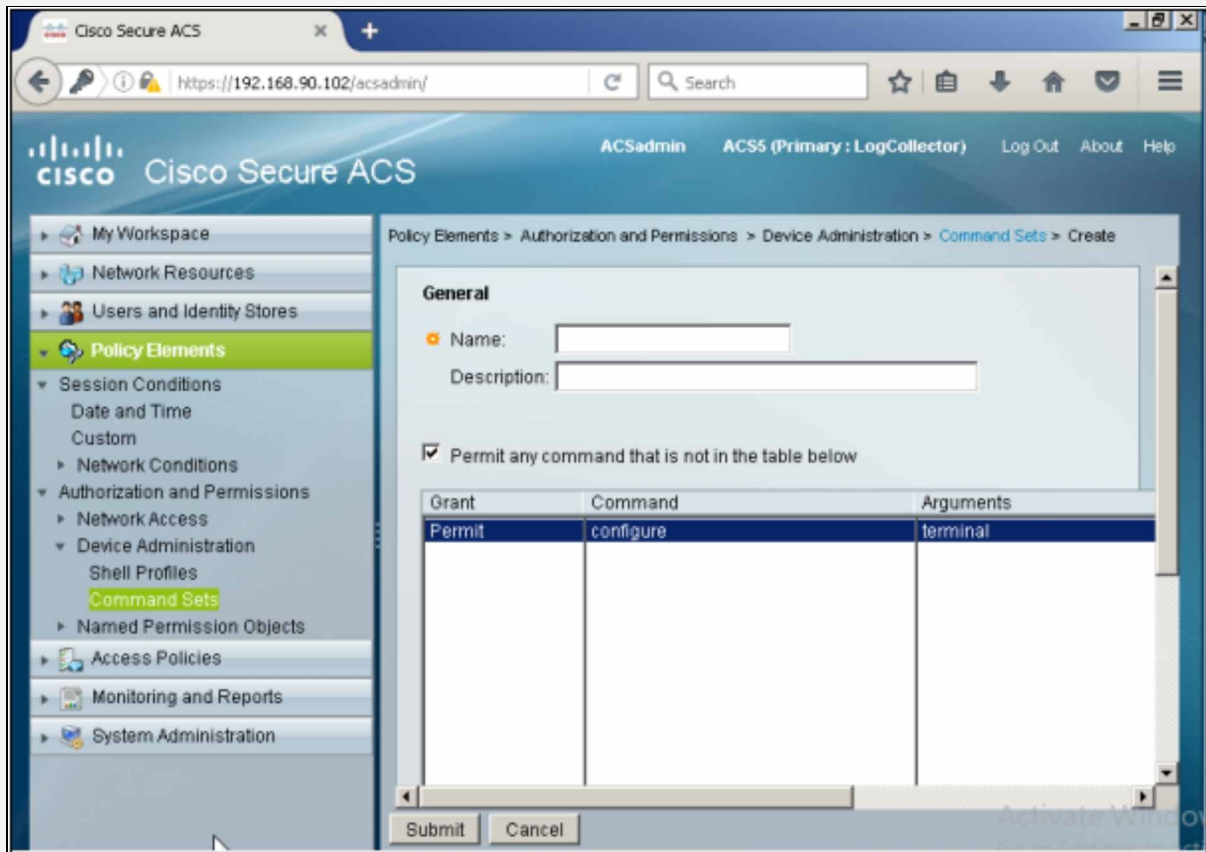 Cisco Secure ACS
https://192.168.90.102/acsadmin/
Search
CISCO Cisco Secure ACS
ACSadmin ACS5 (Primary : LogCollector) Log Out About Help
My Workspace
Network Resources
Users and Identity Stores
Policy Elements
Session Conditions
Date and Time
Custom
Network Conditions
Authorization and Permissions
Network Access
Device Administration
Shell Profiles
Command Sets
Named Permission Objects
Access Policies
Monitoring and Reports
System Administration
Policy Elements > Authorization and Permissions > Device Administration > Command Sets > Create
General
Name:
Description:
Permit any command that is not in the table below
Grant Command Arguments
Permit configure terminal
Submit Cancel
Activate Window